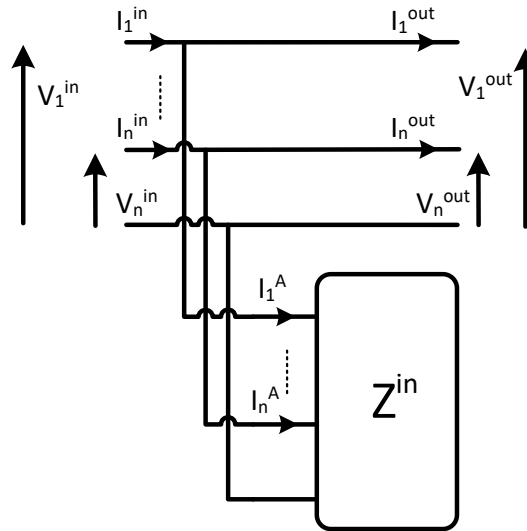 I₁ⁱⁿ I₁ᵒᵘᵗ
V₁ⁱⁿ V₁ᵒᵘᵗ
Iₙⁱⁿ Iₙᵒᵘᵗ
Vₙⁱⁿ Vₙᵒᵘᵗ
I₁ᴬ
Zⁱⁿ
Iₙᴬ